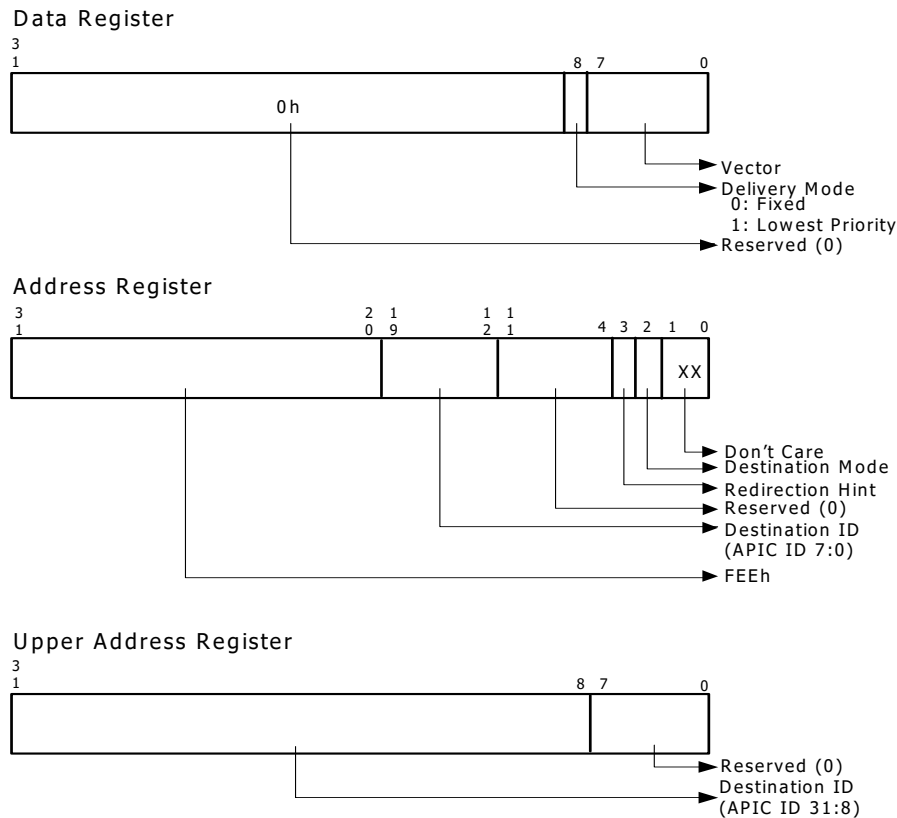 Data Register
3
1 8 7 0
0h
Vector
Delivery Mode
0: Fixed
1: Lowest Priority
Reserved (0)
Address Register
3 2 1 1 1
1 0 9 2 1 4 3 2 1 0
XX
Don't Care
Destination Mode
Redirection Hint
Reserved (0)
Destination ID
(APIC ID 7:0)
FEEh
Upper Address Register
3
1 8 7 0
Reserved (0)
Destination ID
(APIC ID 31:8)